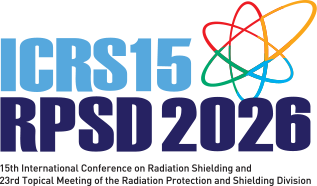 ICRS15
RPSD 2026
15th International Conference on Radiation Shielding and
23rd Topical Meeting of the Radiation Protection and Shielding Division